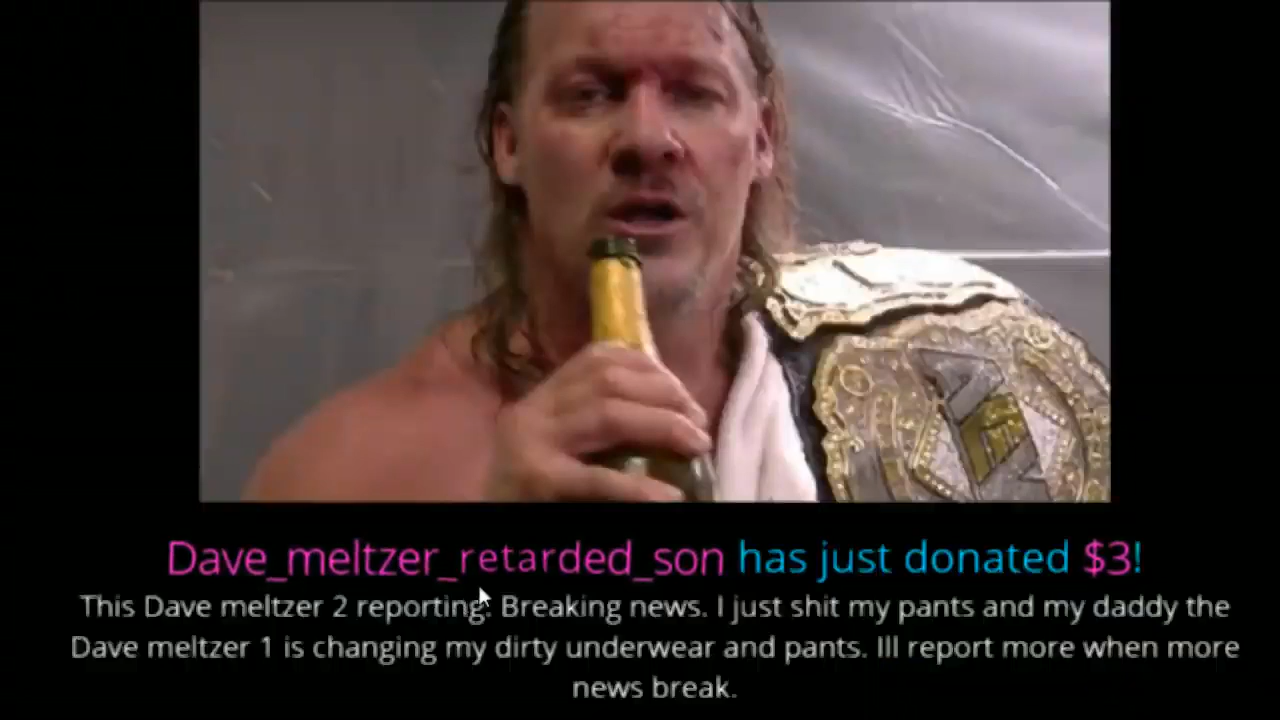 AEW
Dave_meltzer_retarded_son has just donated $3!
This Dave meltzer 2 reporting. Breaking news. I just shit my pants and my daddy the
Dave meltzer 1 is changing my dirty underwear and pants. Ill report more when more
news break.